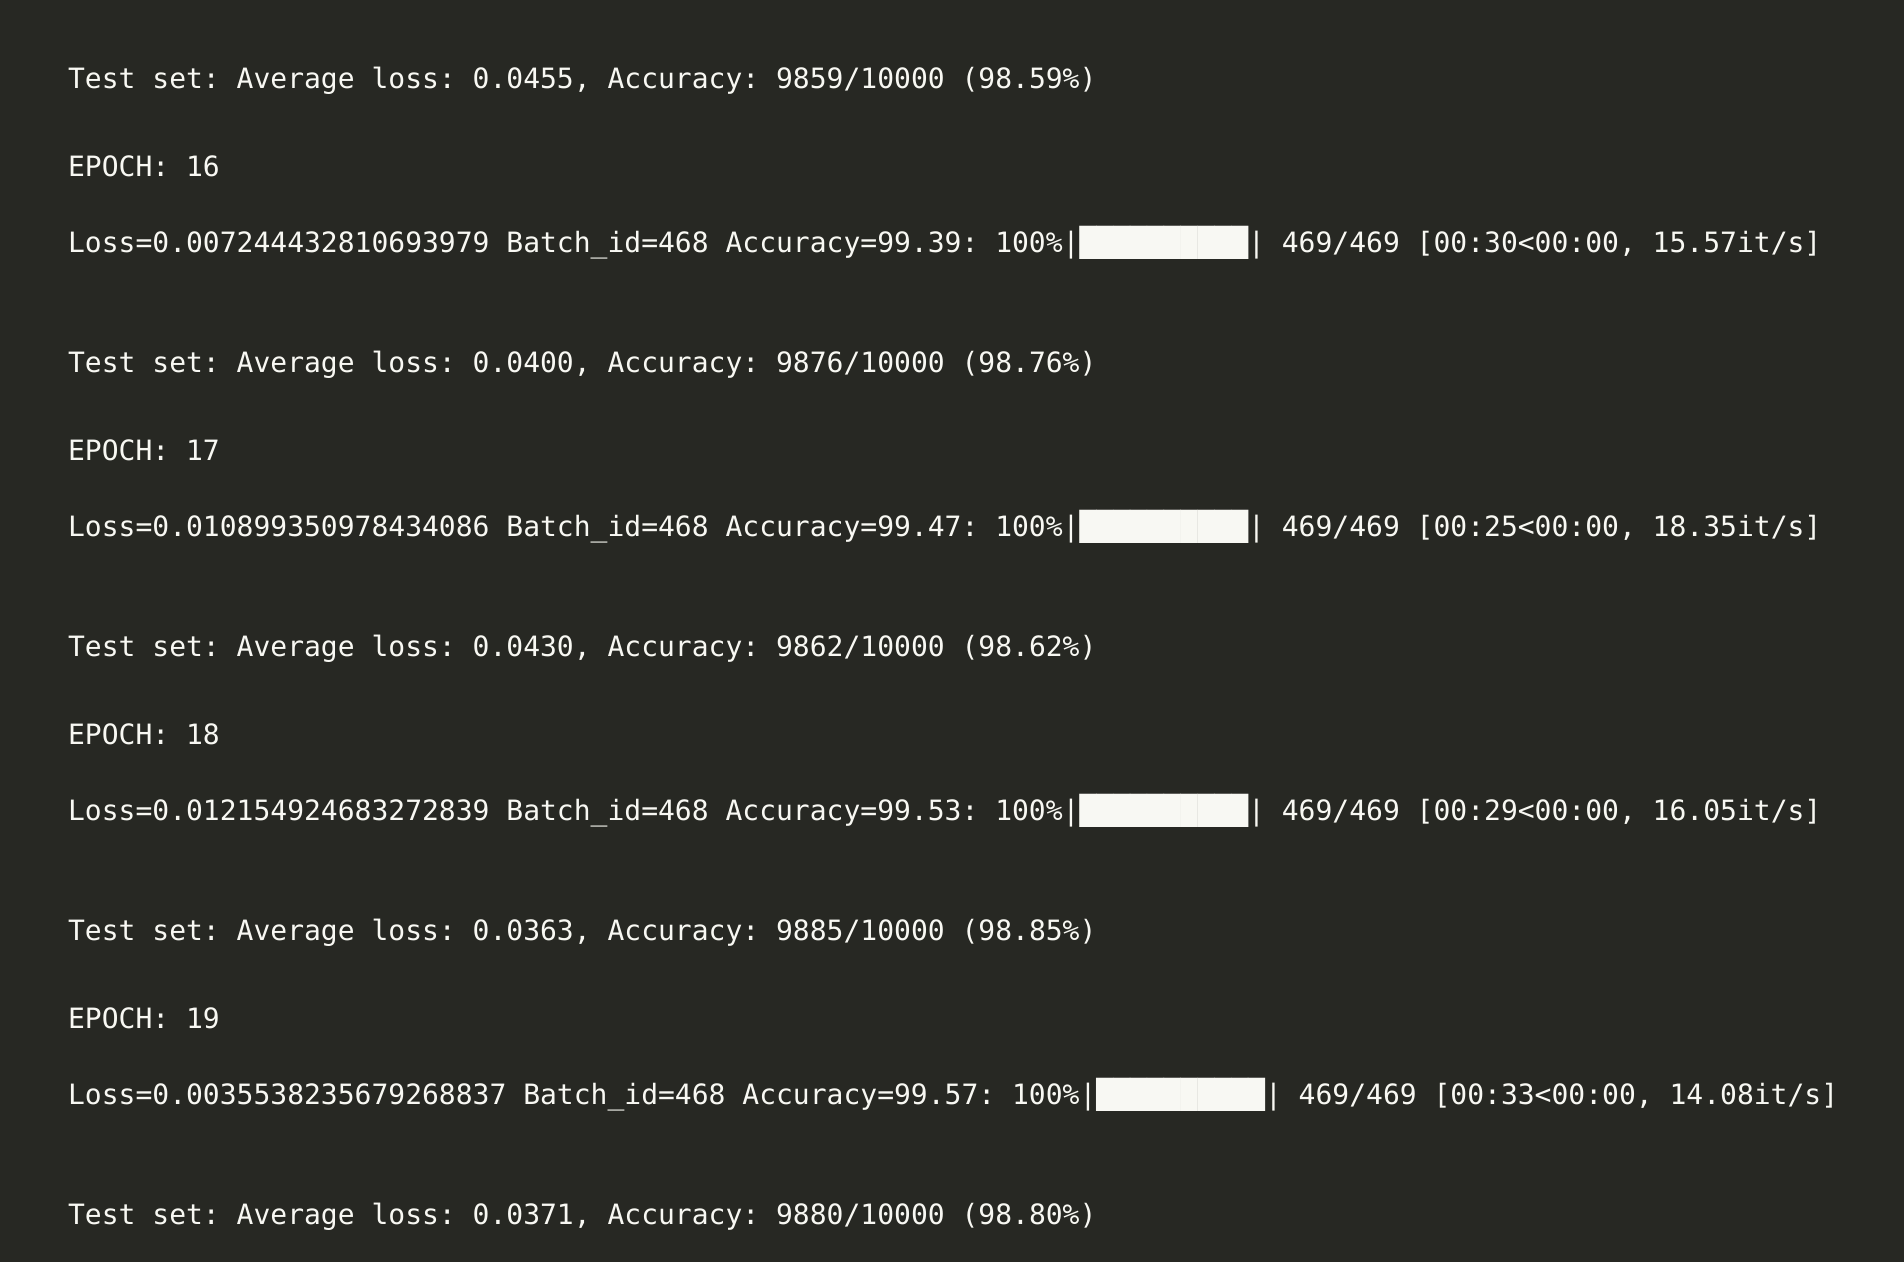 Test set: Average loss: 0.0455, Accuracy: 9859/10000 (98.59%)
EPOCH: 16
Loss=0.007244432810693979 Batch_id=468 Accuracy=99.39: 100%|██████████| 469/469 [00:30<00:00, 15.57it/s]
Test set: Average loss: 0.0400, Accuracy: 9876/10000 (98.76%)
EPOCH: 17
Loss=0.010899350978434086 Batch_id=468 Accuracy=99.47: 100%|██████████| 469/469 [00:25<00:00, 18.35it/s]
Test set: Average loss: 0.0430, Accuracy: 9862/10000 (98.62%)
EPOCH: 18
Loss=0.012154924683272839 Batch_id=468 Accuracy=99.53: 100%|██████████| 469/469 [00:29<00:00, 16.05it/s]
Test set: Average loss: 0.0363, Accuracy: 9885/10000 (98.85%)
EPOCH: 19
Loss=0.0035538235679268837 Batch_id=468 Accuracy=99.57: 100%|██████████| 469/469 [00:33<00:00, 14.08it/s]
Test set: Average loss: 0.0371, Accuracy: 9880/10000 (98.80%)